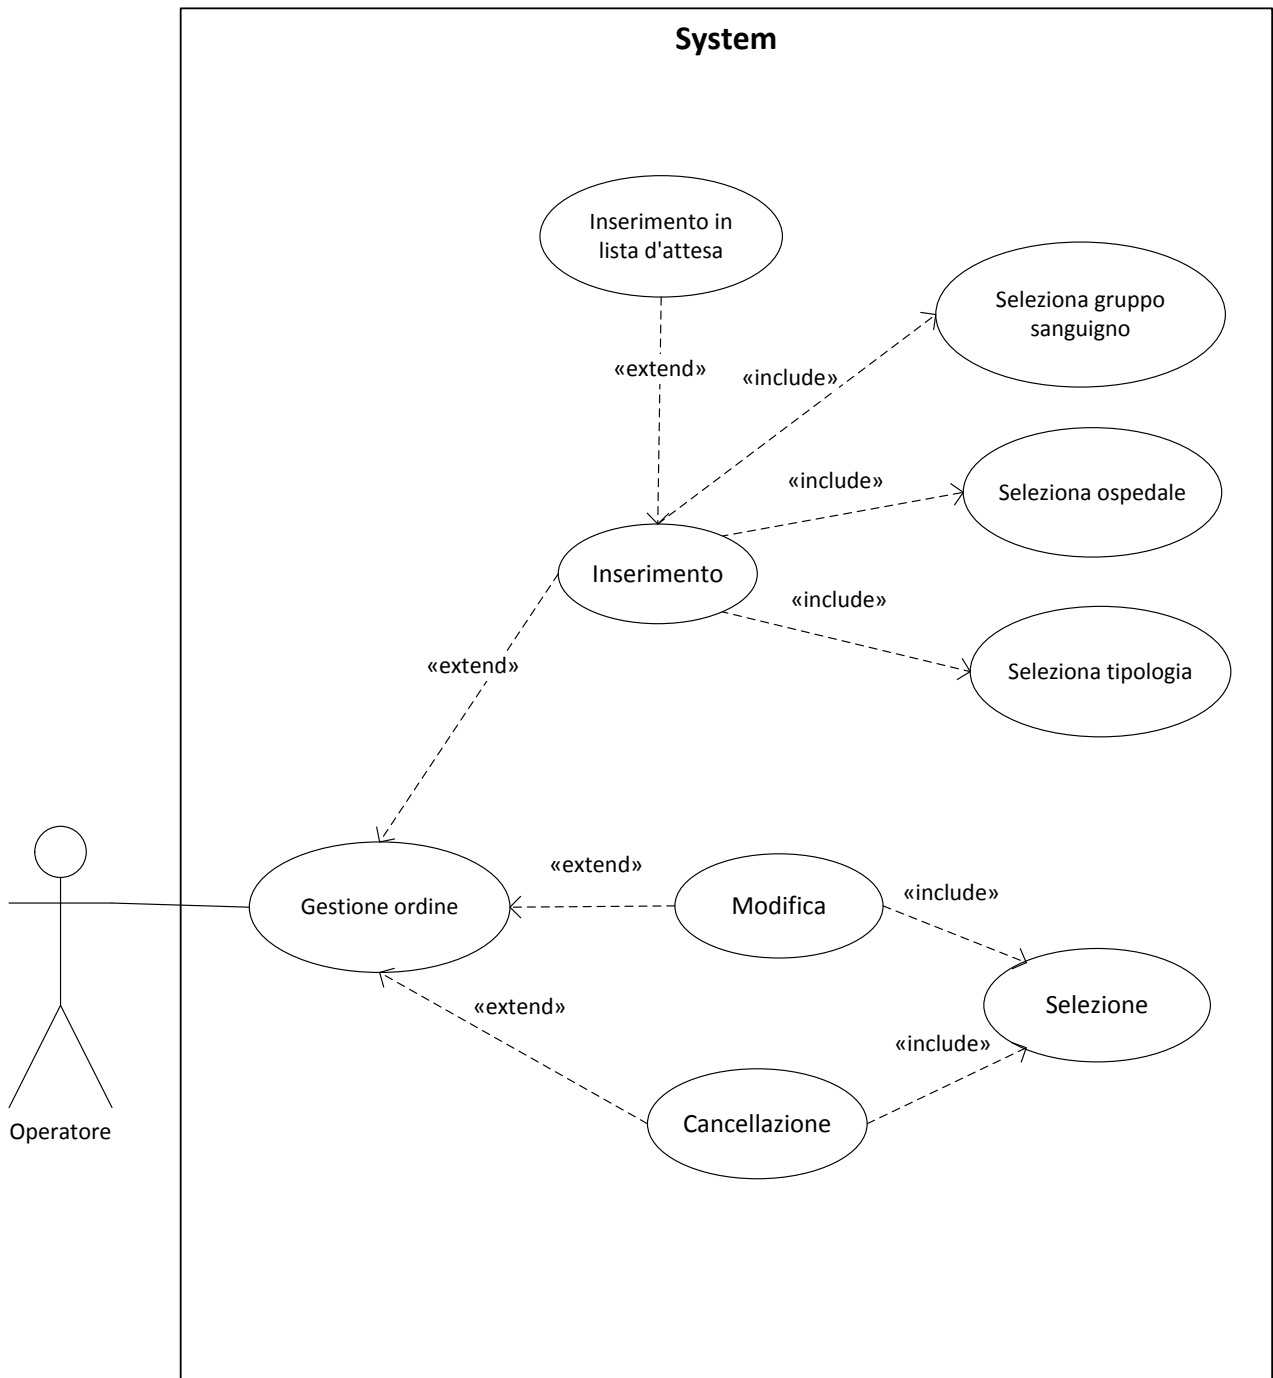 System
Inserimento in
lista d'attesa
Seleziona gruppo
sanguigno
«extend»
«include»
«include»
Seleziona ospedale
Inserimento
«include»
«extend»
Seleziona tipologia
«extend»
Gestione ordine
Modifica
«include»
«extend»
Selezione
«include»
Cancellazione
Operatore